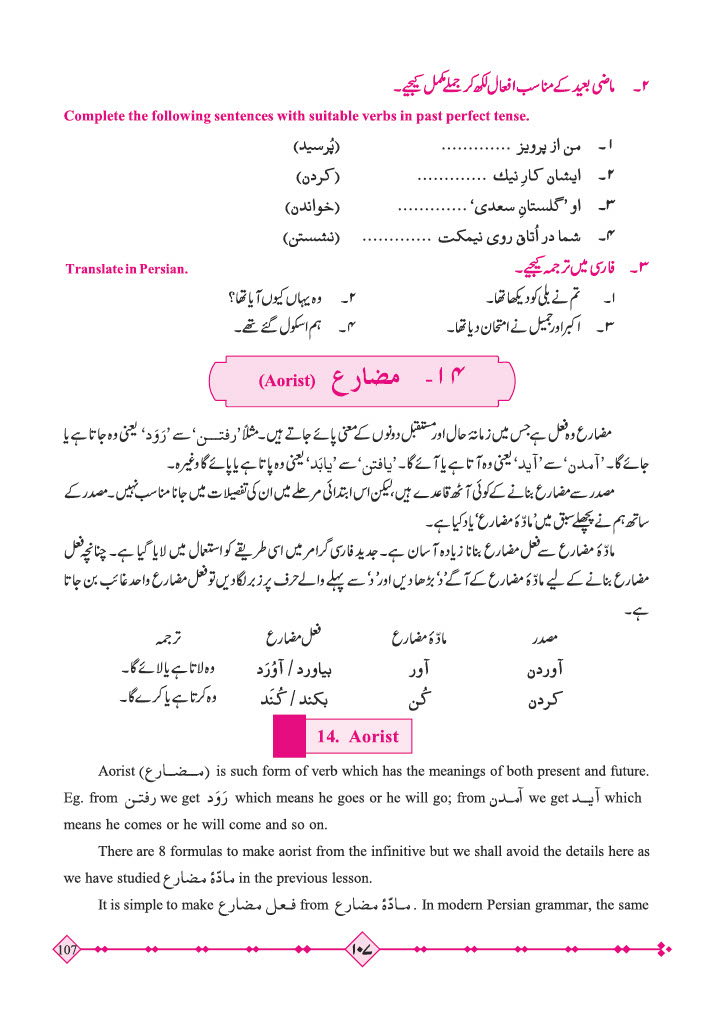 ۲۔ ماضی بعید کے مناسب افعال لکھ کر جملے مکمل کیجیے۔
Complete the following sentences with suitable verbs in past perfect tense.
۱۔ من از پرویز ............. (پُرسید)
۲۔ ایشان کارِ نیك ............. (کردن)
۳۔ او ’گلستانِ سعدی‘ ............. (خواندن)
۴۔ شما در اُتاق روی نیمکت ............. (نشستن)
۳۔ فارسی میں ترجمہ کیجیے۔ Translate in Persian.
۱۔ تم نے بلی کو دیکھا تھا۔ ۲۔ وہ یہاں کیوں آیا تھا؟
۳۔ اکبر اور جمیل نے امتحان دیا تھا۔ ۴۔ ہم اسکول گئے تھے۔
۱۴۔ مضارع (Aorist)
مضارع وہ فعل ہے جس میں زمانۂ حال اور مستقبل دونوں کے معنی پائے جاتے ہیں۔ مثلاً ’رفتن‘ سے ’رَوَد‘ یعنی وہ جاتا ہے یا
جائے گا۔ ’آمدن‘ سے ’آید‘ یعنی وہ آتا ہے یا آئے گا۔ ’یافتن‘ سے ’یابَد‘ یعنی وہ پاتا ہے یا پائے گا وغیرہ۔
مصدر سے مضارع بنانے کے کوئی آٹھ قاعدے ہیں، لیکن اس ابتدائی مرحلے میں ان کی تفصیلات میں جانا مناسب نہیں۔ مصدر کے
ساتھ ہم نے پچھلے سبق میں ’مادّۂ مضارع‘ یاد کیا ہے۔
مادّۂ مضارع سے فعل مضارع بنانا زیادہ آسان ہے۔ جدید فارسی گرامر میں اسی طریقے کو استعمال میں لایا گیا ہے۔ چنانچہ فعل
مضارع بنانے کے لیے مادّۂ مضارع کے آگے ’د‘ بڑھا دیں اور ’د‘ سے پہلے والے حرف پر زبر لگا دیں تو فعل مضارع واحد غائب بن جاتا
ہے۔
مصدر مادّۂ مضارع فعل مضارع ترجمہ
آوردن آور بیاورد / آوُرَد وہ لاتا ہے یا لائے گا۔
کردن کُن بکند / کُنَد وہ کرتا ہے یا کرے گا۔
14. Aorist
Aorist (مضارع) is such form of verb which has the meanings of both present and future.
Eg. from رفتن we get رَوَد which means he goes or he will go; from آمدن we get آید which
means he comes or he will come and so on.
There are 8 formulas to make aorist from the infinitive but we shall avoid the details here as
we have studied مادّۂ مضارع in the previous lesson.
It is simple to make فعل مضارع from مادّۂ مضارع. In modern Persian grammar, the same
107 ۱۰۷